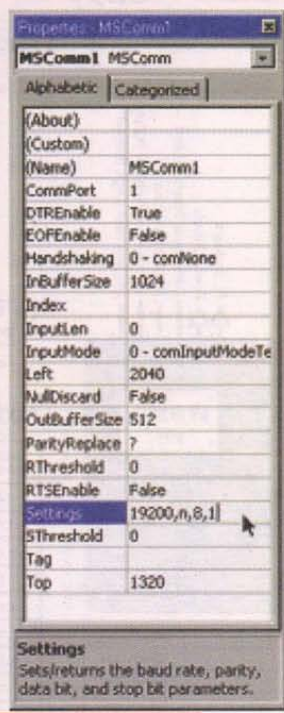 Properties - MSComm1
MSComm1 MSComm
Alphabetic Categorized
(About)
(Custom)
(Name) MSComm1
CommPort 1
DTREnable True
EOFEnable False
Handshaking 0 - comNone
InBufferSize 1024
Index
InputLen 0
InputMode 0 - comInputModeTe
Left 2040
NullDiscard False
OutBufferSize 512
ParityReplace ?
RThreshold 0
RTSEnable False
Settings 19200,n,8,1
SThreshold 0
Tag
Top 1320
Settings
Sets/returns the baud rate, parity,
data bit, and stop bit parameters.